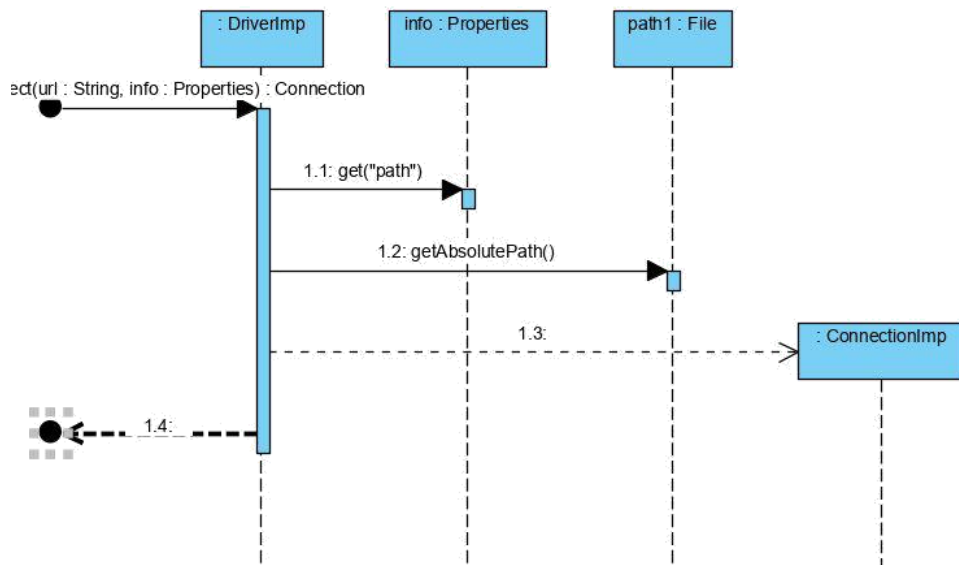 : DriverImp
info : Properties
path1 : File
ect(url : String, info : Properties) : Connection
1.1: get("path")
1.2: getAbsolutePath()
1.3:
: ConnectionImp
1.4: